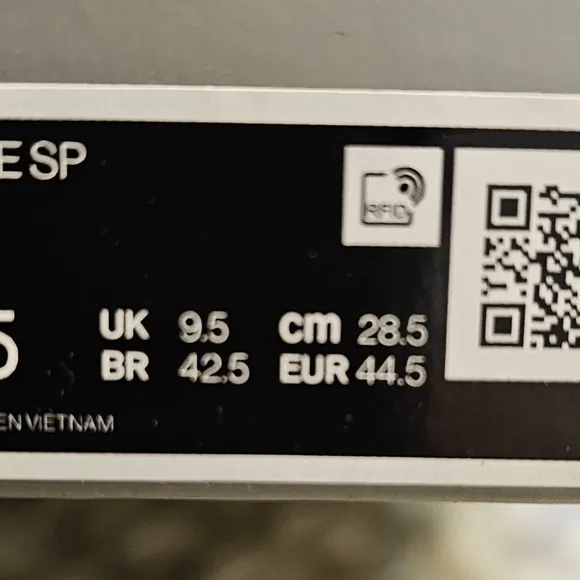 E SP
RFID
5
UK 9.5 cm 28.5
BR 42.5 EUR 44.5
EN VIETNAM